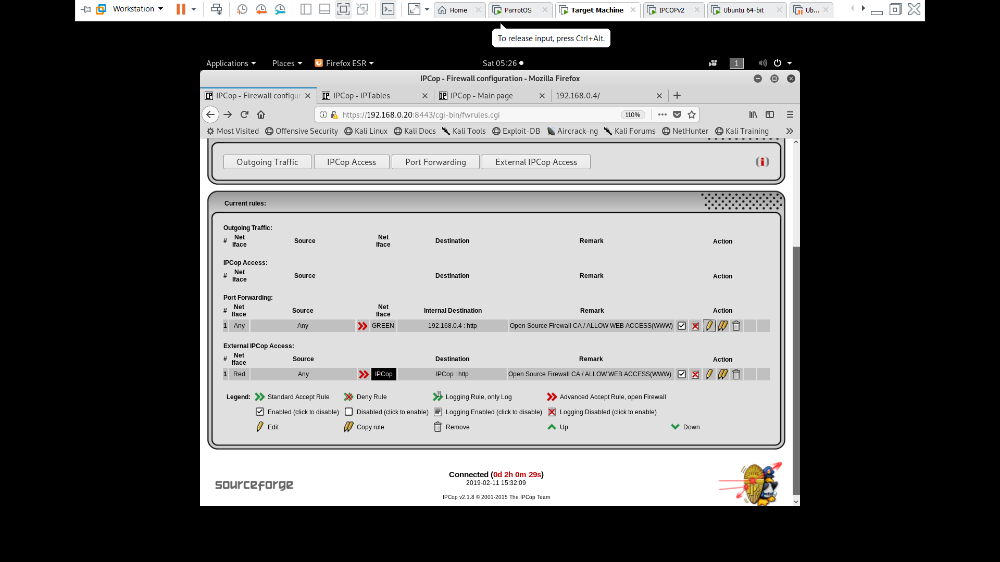 Workstation
Home
ParrotOS
Target Machine
IPCOPv2
Ubuntu 64-bit
Ub...
To release input, press Ctrl+Alt.
Applications Places Firefox ESR Sat 05:26 1
IPCop - Firewall configuration - Mozilla Firefox
IPCop - Firewall configur
IPCop - IPTables
IPCop - Main page
192.168.0.4/
https://192.168.0.20:8443/cgi-bin/fwrules.cgi 110%
Most Visited Offensive Security Kali Linux Kali Docs Kali Tools Exploit-DB Aircrack-ng Kali Forums NetHunter Kali Training
Outgoing Traffic IPCop Access Port Forwarding External IPCop Access
Current rules:
Outgoing Traffic:
# Net Iface Source Net Iface Destination Remark Action
IPCop Access:
# Net Iface Source Destination Remark Action
Port Forwarding:
# Net Iface Source Net Iface Internal Destination Remark Action
1 Any Any GREEN 192.168.0.4 : http Open Source Firewall CA / ALLOW WEB ACCESS(WWW)
External IPCop Access:
# Net Iface Source Destination Remark Action
1 Red Any IPCop IPCop : http Open Source Firewall CA / ALLOW WEB ACCESS(WWW)
Legend: Standard Accept Rule Deny Rule Logging Rule, only Log Advanced Accept Rule, open Firewall
Enabled (click to disable) Disabled (click to enable) Logging Enabled (click to disable) Logging Disabled (click to enable)
Edit Copy rule Remove Up Down
sourceforge
Connected (0d 2h 0m 29s)
2019-02-11 15:32:09
IPCop v2.1.8 © 2001-2015 The IPCop Team